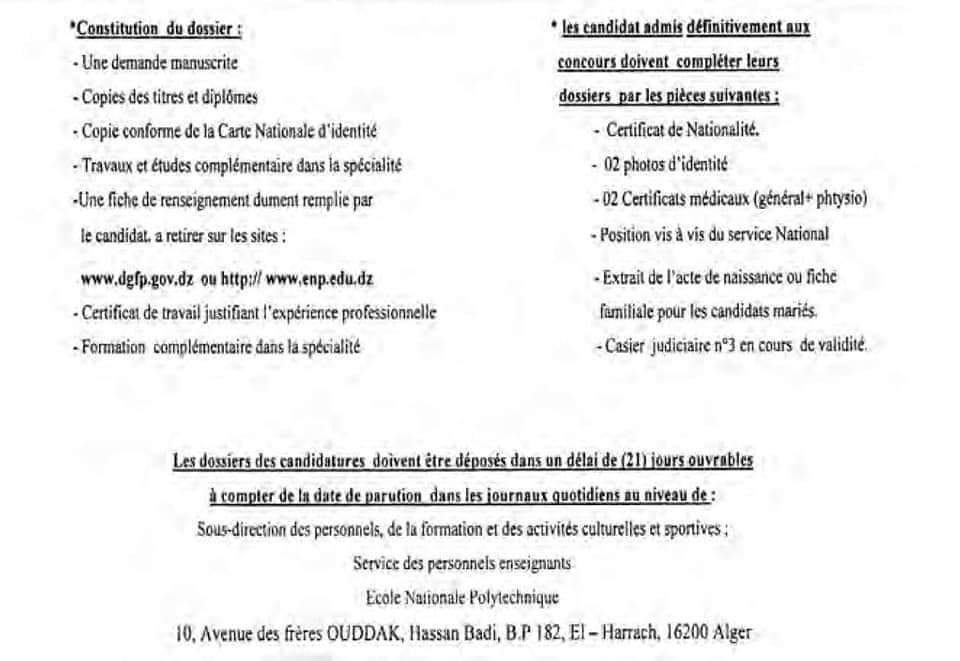 *Constitution du dossier :
- Une demande manuscrite
- Copies des titres et diplômes
- Copie conforme de la Carte Nationale d'identité
- Travaux et études complémentaire dans la spécialité
-Une fiche de renseignement dument remplie par
le candidat. a retirer sur les sites :
www.dgfp.gov.dz ou http:// www.enp.edu.dz
- Certificat de travail justifiant l'expérience professionnelle
- Formation complémentaire dans la spécialité
* les candidat admis définitivement aux
concours doivent compléter leurs
dossiers par les pièces suivantes :
- Certificat de Nationalité.
- 02 photos d'identité
- 02 Certificats médicaux (général+ phtysio)
- Position vis à vis du service National
- Extrait de l'acte de naissance ou fiche
familiale pour les candidats mariés.
- Casier judiciaire n°3 en cours de validité.
Les dossiers des candidatures doivent être déposés dans un délai de (21) jours ouvrables
à compter de la date de parution dans les journaux quotidiens au niveau de :
Sous-direction des personnels, de la formation et des activités culturelles et sportives ;
Service des personnels enseignants
Ecole Nationale Polytechnique
10, Avenue des frères OUDDAK, Hassan Badi, B.P 182, El – Harrach, 16200 Alger